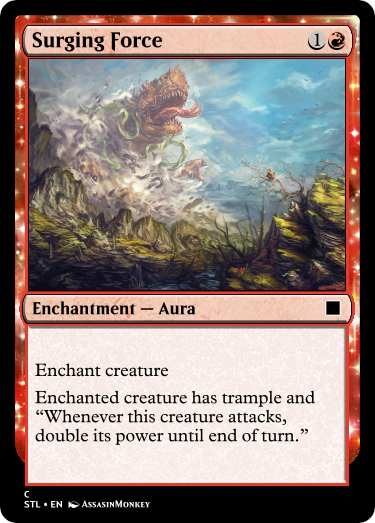 Surging Force 1
Enchantment — Aura
Enchant creature
Enchanted creature has trample and
“Whenever this creature attacks,
double its power until end of turn.”
C
STL • EN AssasinMonkey